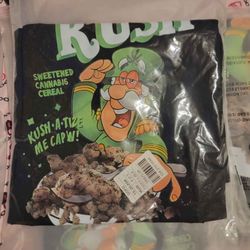 KUSH
SWEETENED
CANNABIS
CEREAL
KUSH•A•TIZE
ME CAP'N!